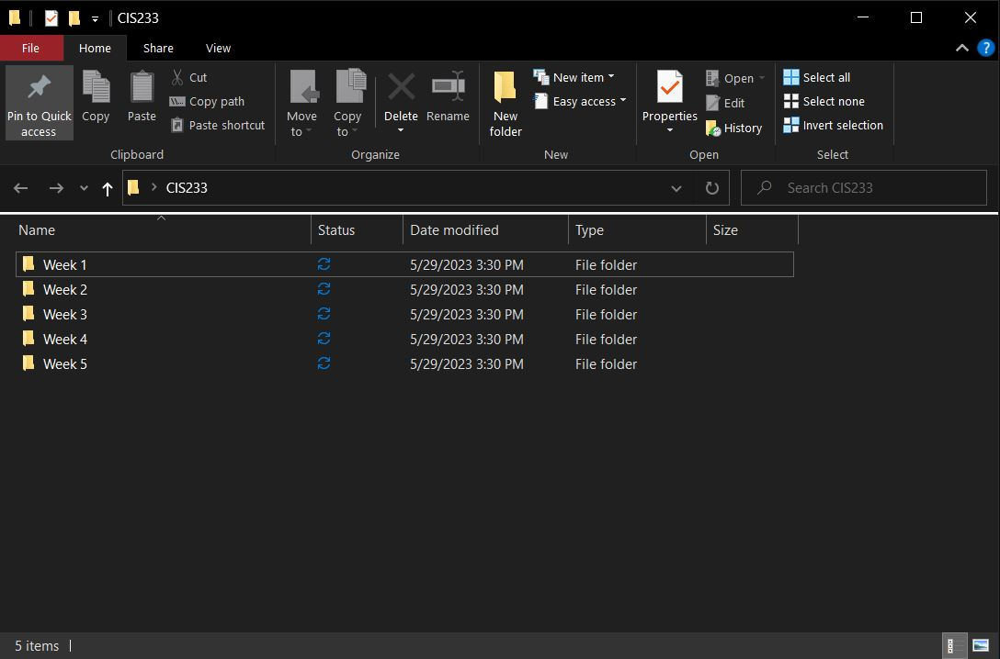 CIS233
File Home Share View
Pin to Quick access
Copy
Paste
Cut
Copy path
Paste shortcut
Move to
Copy to
Delete
Rename
New folder
New item
Easy access
Properties
Open
Edit
History
Select all
Select none
Invert selection
Clipboard Organize New Open Select
CIS233
Search CIS233
Name Status Date modified Type Size
Week 1 5/29/2023 3:30 PM File folder
Week 2 5/29/2023 3:30 PM File folder
Week 3 5/29/2023 3:30 PM File folder
Week 4 5/29/2023 3:30 PM File folder
Week 5 5/29/2023 3:30 PM File folder
5 items